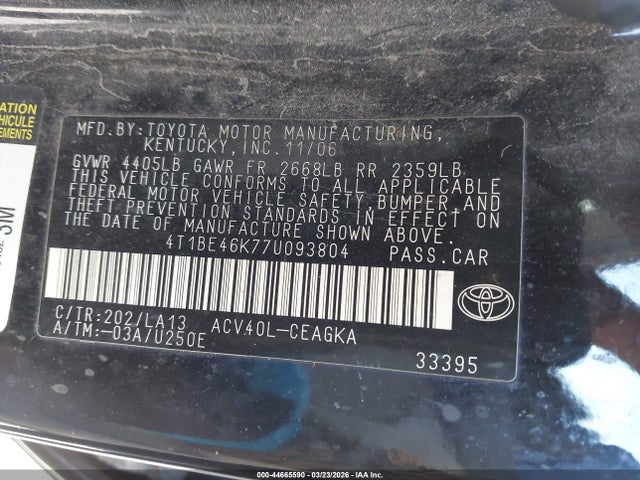 ATION
VEHICULE
EMENTS
SM
MFD.BY:TOYOTA MOTOR MANUFACTURING,
KENTUCKY,INC.11/06
GVWR 4405LB GAWR FR 2668LB RR 2359LB
THIS VEHICLE CONFORMS TO ALL APPLICABLE
FEDERAL MOTOR VEHICLE SAFETY,BUMPER,AND
THEFT PREVENTION STANDARDS IN EFFECT ON
THE DATE OF MANUFACTURE SHOWN ABOVE.
4T1BE46K77U093804 PASS.CAR
C/TR:202/LA13 ACV40L-CEAGKA
A/TM:-03A/U250E
33395
000-44665590 - 03/23/2026 - IAA Inc.